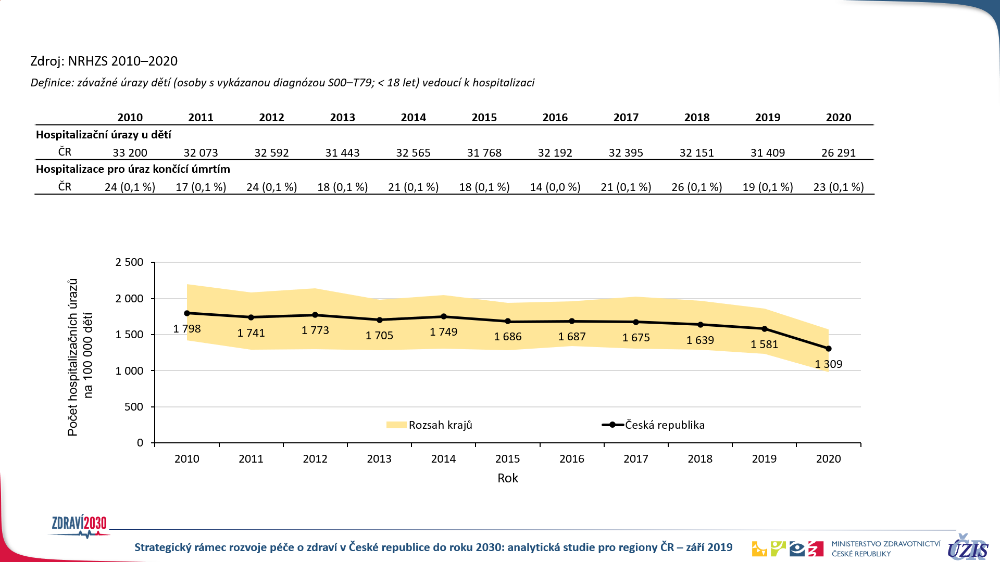 Zdroj: NRHZS 2010–2020
Definice: závažné úrazy dětí (osoby s vykázanou diagnózou S00–T79; < 18 let) vedoucí k hospitalizaci
2010 2011 2012 2013 2014 2015 2016 2017 2018 2019 2020
Hospitalizační úrazy u dětí
ČR 33 200 32 073 32 592 31 443 32 565 31 768 32 192 32 395 32 151 31 409 26 291
Hospitalizace pro úraz končící úmrtím
ČR 24 (0,1 %) 17 (0,1 %) 24 (0,1 %) 18 (0,1 %) 21 (0,1 %) 18 (0,1 %) 14 (0,0 %) 21 (0,1 %) 26 (0,1 %) 19 (0,1 %) 23 (0,1 %)
Počet hospitalizačních úrazů
na 100 000 dětí
2 500
2 000
1 500
1 000
500
0
1 798 1 741 1 773 1 705 1 749 1 686 1 687 1 675 1 639 1 581 1 309
Rozsah krajů Česká republika
2010 2011 2012 2013 2014 2015 2016 2017 2018 2019 2020
Rok
ZDRAVÍ2030
Strategický rámec rozvoje péče o zdraví v České republice do roku 2030: analytická studie pro regiony ČR – září 2019
MINISTERSTVO ZDRAVOTNICTVÍ
ČESKÉ REPUBLIKY
ÚZIS ČR